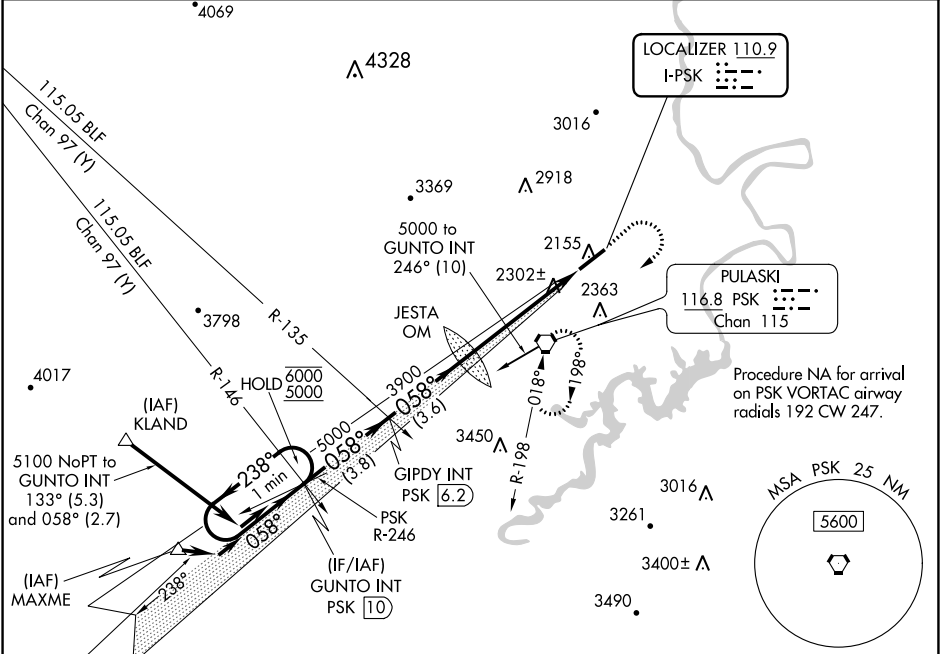 4069
4328
LOCALIZER 110.9
I-PSK
115.05 BLF
Chan 97 (Y)
3016
2918
3369
115.05 BLF
Chan 97 (Y)
5000 to
GUNTO INT
246° (10)
2155
2302±
2363
PULASKI
116.8 PSK
Chan 115
JESTA
OM
R-135
3798
R-146
4017
HOLD 6000
5000
3900
058°
(3.6)
018°
198°
Procedure NA for arrival
on PSK VORTAC airway
radials 192 CW 247.
(IAF)
KLAND
5000
058°
(3.8)
238°
1 min
3450
R-198
5100 NoPT to
GUNTO INT
133° (5.3)
and 058° (2.7)
GIPDY INT
PSK 6.2
MSA PSK 25 NM
3016
5600
PSK
R-246
058°
3261
(IAF)
MAXME
238°
(IF/IAF)
GUNTO INT
PSK 10
3400±
3490